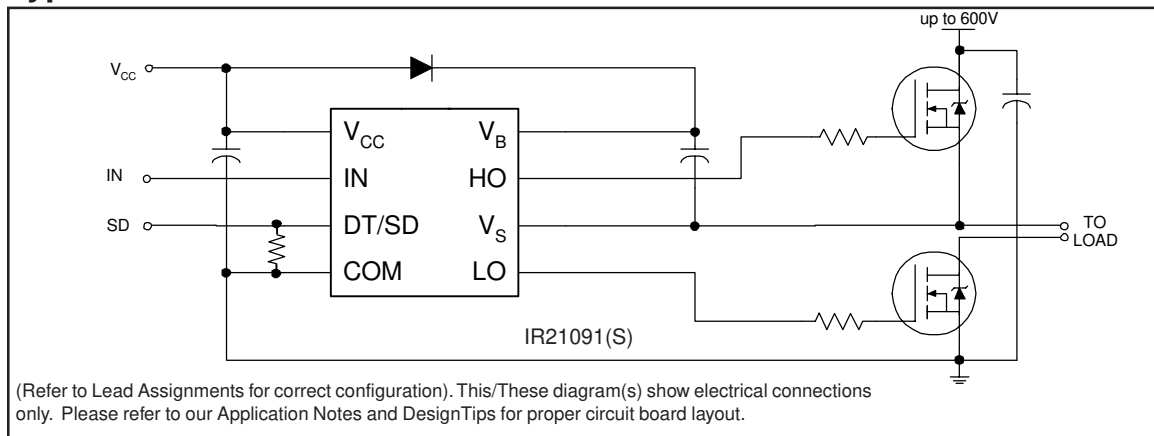 up to 600V
VCC
VCC
VB
IN
IN
HO
SD
DT/SD
VS
TO
LOAD
COM
LO
IR21091(S)
(Refer to Lead Assignments for correct configuration). This/These diagram(s) show electrical connections
only. Please refer to our Application Notes and DesignTips for proper circuit board layout.